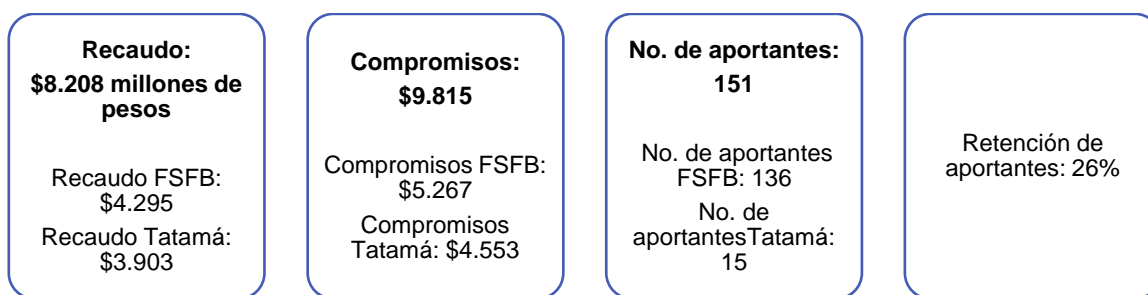 Recaudo:
$8.208 millones de
pesos
Recaudo FSFB:
$4.295
Recaudo Tatamá:
$3.903
Compromisos:
$9.815
Compromisos FSFB:
$5.267
Compromisos
Tatamá: $4.553
No. de aportantes:
151
No. de aportantes
FSFB: 136
No. de
aportantesTatamá:
15
Retención de
aportantes: 26%